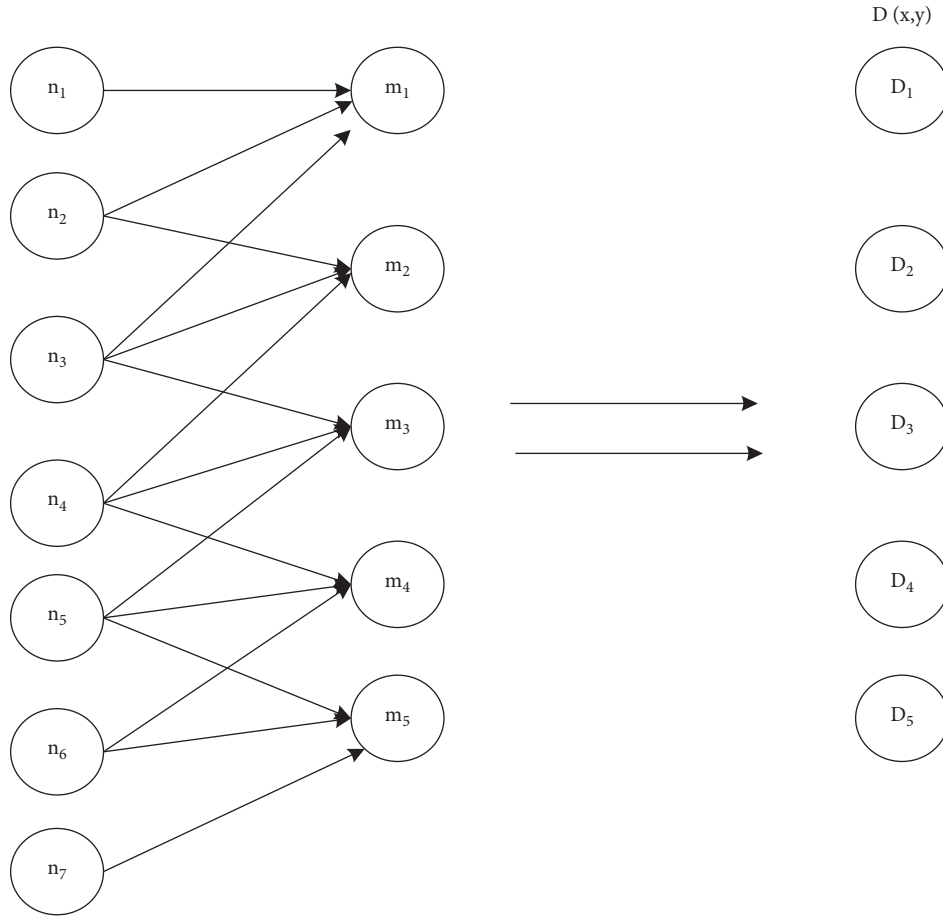 D (x,y)
n₁
m₁
D₁
n₂
m₂
D₂
n₃
m₃
D₃
n₄
m₄
D₄
n₅
m₅
D₅
n₆
n₇